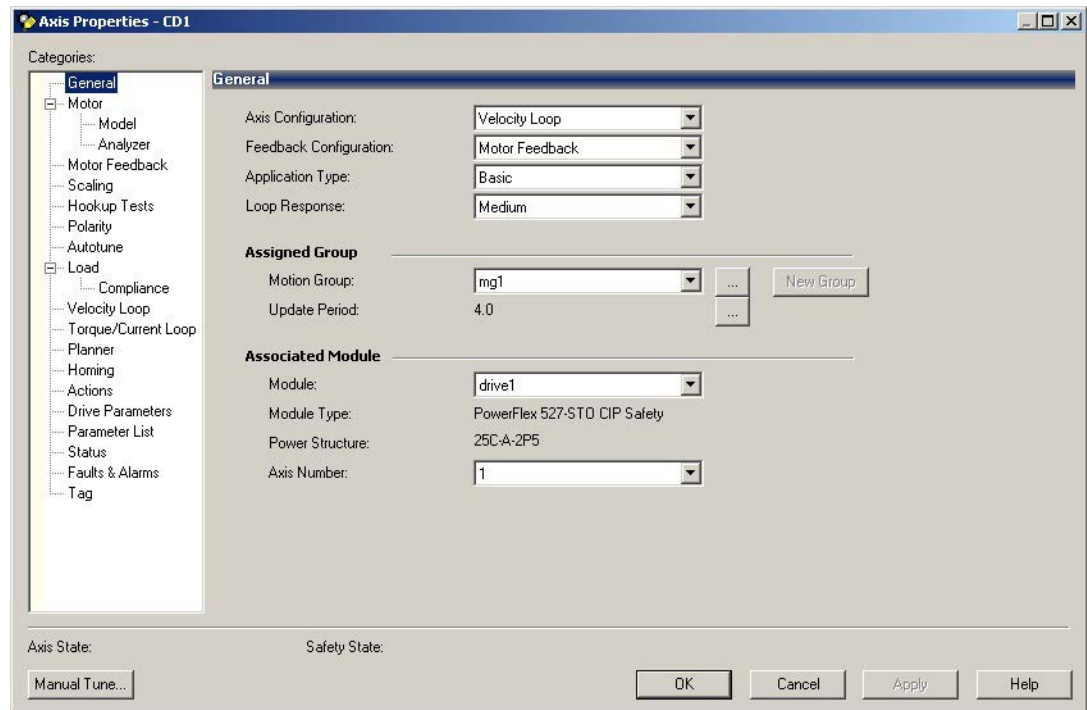 Axis Properties - CD1
Categories:
General
Motor
Model
Analyzer
Motor Feedback
Scaling
Hookup Tests
Polarity
Autotune
Load
Compliance
Velocity Loop
Torque/Current Loop
Planner
Homing
Actions
Drive Parameters
Parameter List
Status
Faults & Alarms
Tag
General
Axis Configuration: Velocity Loop
Feedback Configuration: Motor Feedback
Application Type: Basic
Loop Response: Medium
Assigned Group
Motion Group: mg1 ... New Group
Update Period: 4.0 ...
Associated Module
Module: drive1
Module Type: PowerFlex 527-STO CIP Safety
Power Structure: 25C-A-2P5
Axis Number: 1
Axis State: Safety State:
Manual Tune... OK Cancel Apply Help